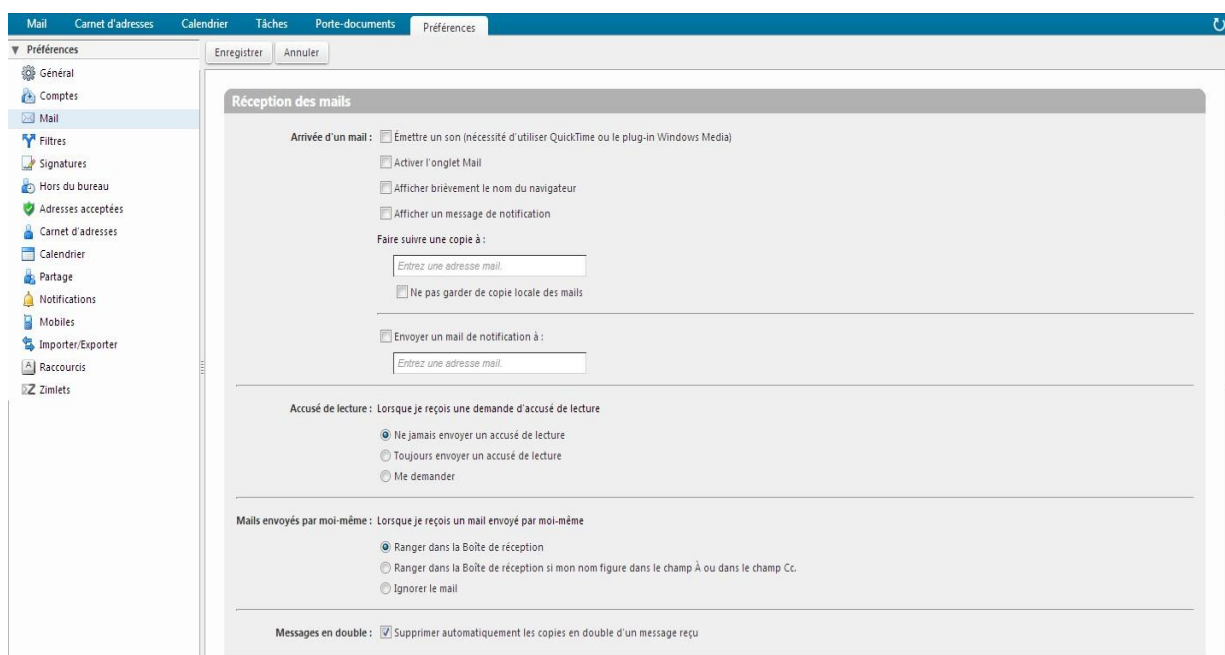 Mail Carnet d'adresses Calendrier Tâches Porte-documents Préférences
Préférences
Général
Comptes
Mail
Filtres
Signatures
Hors du bureau
Adresses acceptées
Carnet d'adresses
Calendrier
Partage
Notifications
Mobiles
Importer/Exporter
Raccourcis
Zimlets
Enregistrer Annuler
Réception des mails
Arrivée d'un mail : Émettre un son (nécessité d'utiliser QuickTime ou le plug-in Windows Media)
Activer l'onglet Mail
Afficher brièvement le nom du navigateur
Afficher un message de notification
Faire suivre une copie à :
Entrez une adresse mail.
Ne pas garder de copie locale des mails
Envoyer un mail de notification à :
Entrez une adresse mail.
Accusé de lecture : Lorsque je reçois une demande d'accusé de lecture
Ne jamais envoyer un accusé de lecture
Toujours envoyer un accusé de lecture
Me demander
Mails envoyés par moi-même : Lorsque je reçois un mail envoyé par moi-même
Ranger dans la Boîte de réception
Ranger dans la Boîte de réception si mon nom figure dans le champ À ou dans le champ Cc.
Ignorer le mail
Messages en double : Supprimer automatiquement les copies en double d'un message reçu